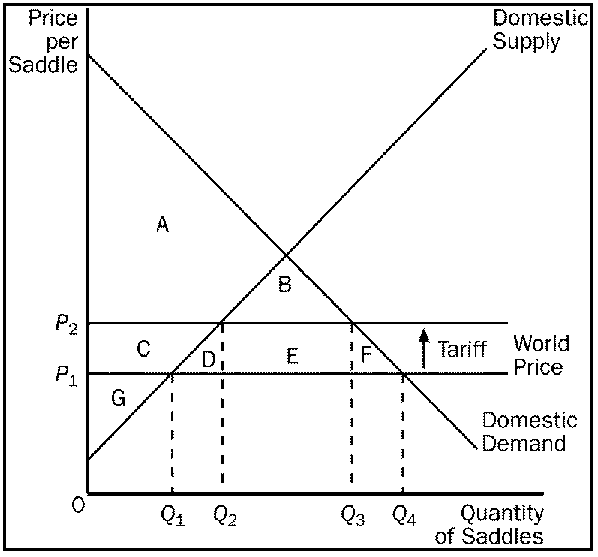 Price
per
Saddle
Domestic
Supply
A
B
P2
C
D
E
F
Tariff
World
Price
P1
G
Domestic
Demand
O
Q1
Q2
Q3
Q4
Quantity
of Saddles